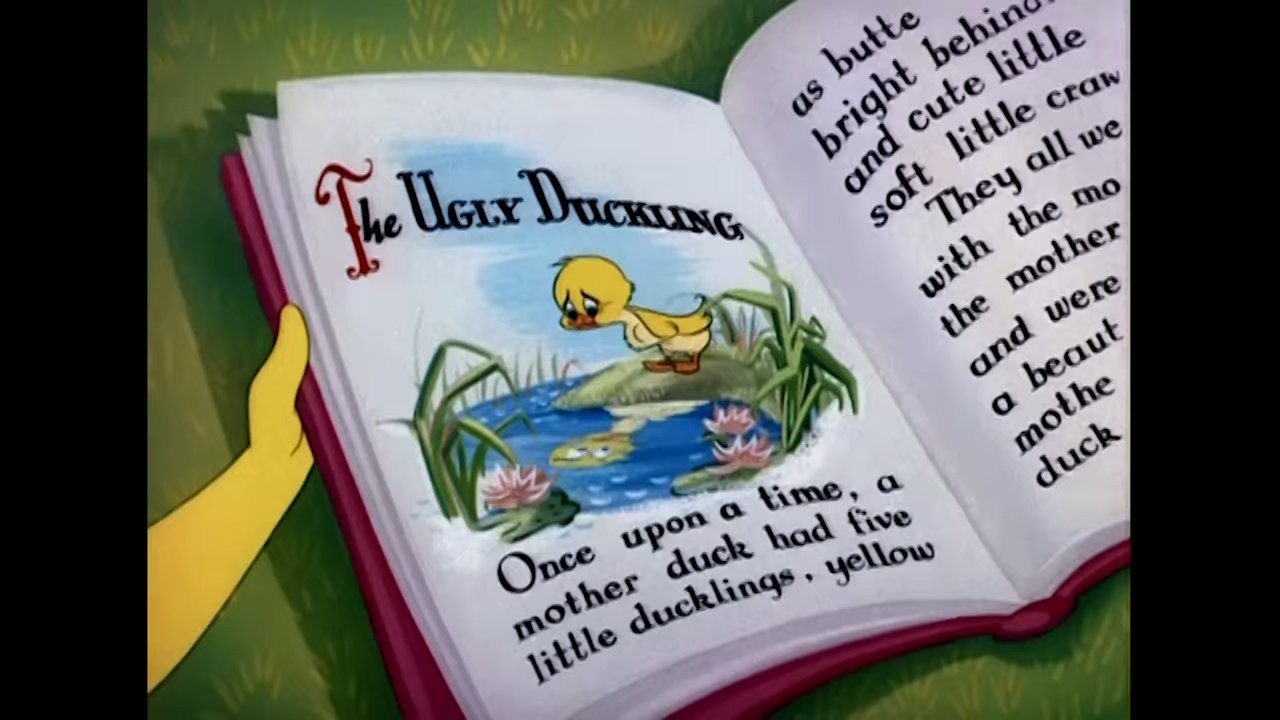 The Ugly Duckling
Once upon a time, a
mother duck had five
little ducklings, yellow
as butte
bright behind
and cute little
soft little craw
They all we
with the mo
the mother
and were
a beaut
mothe
duck